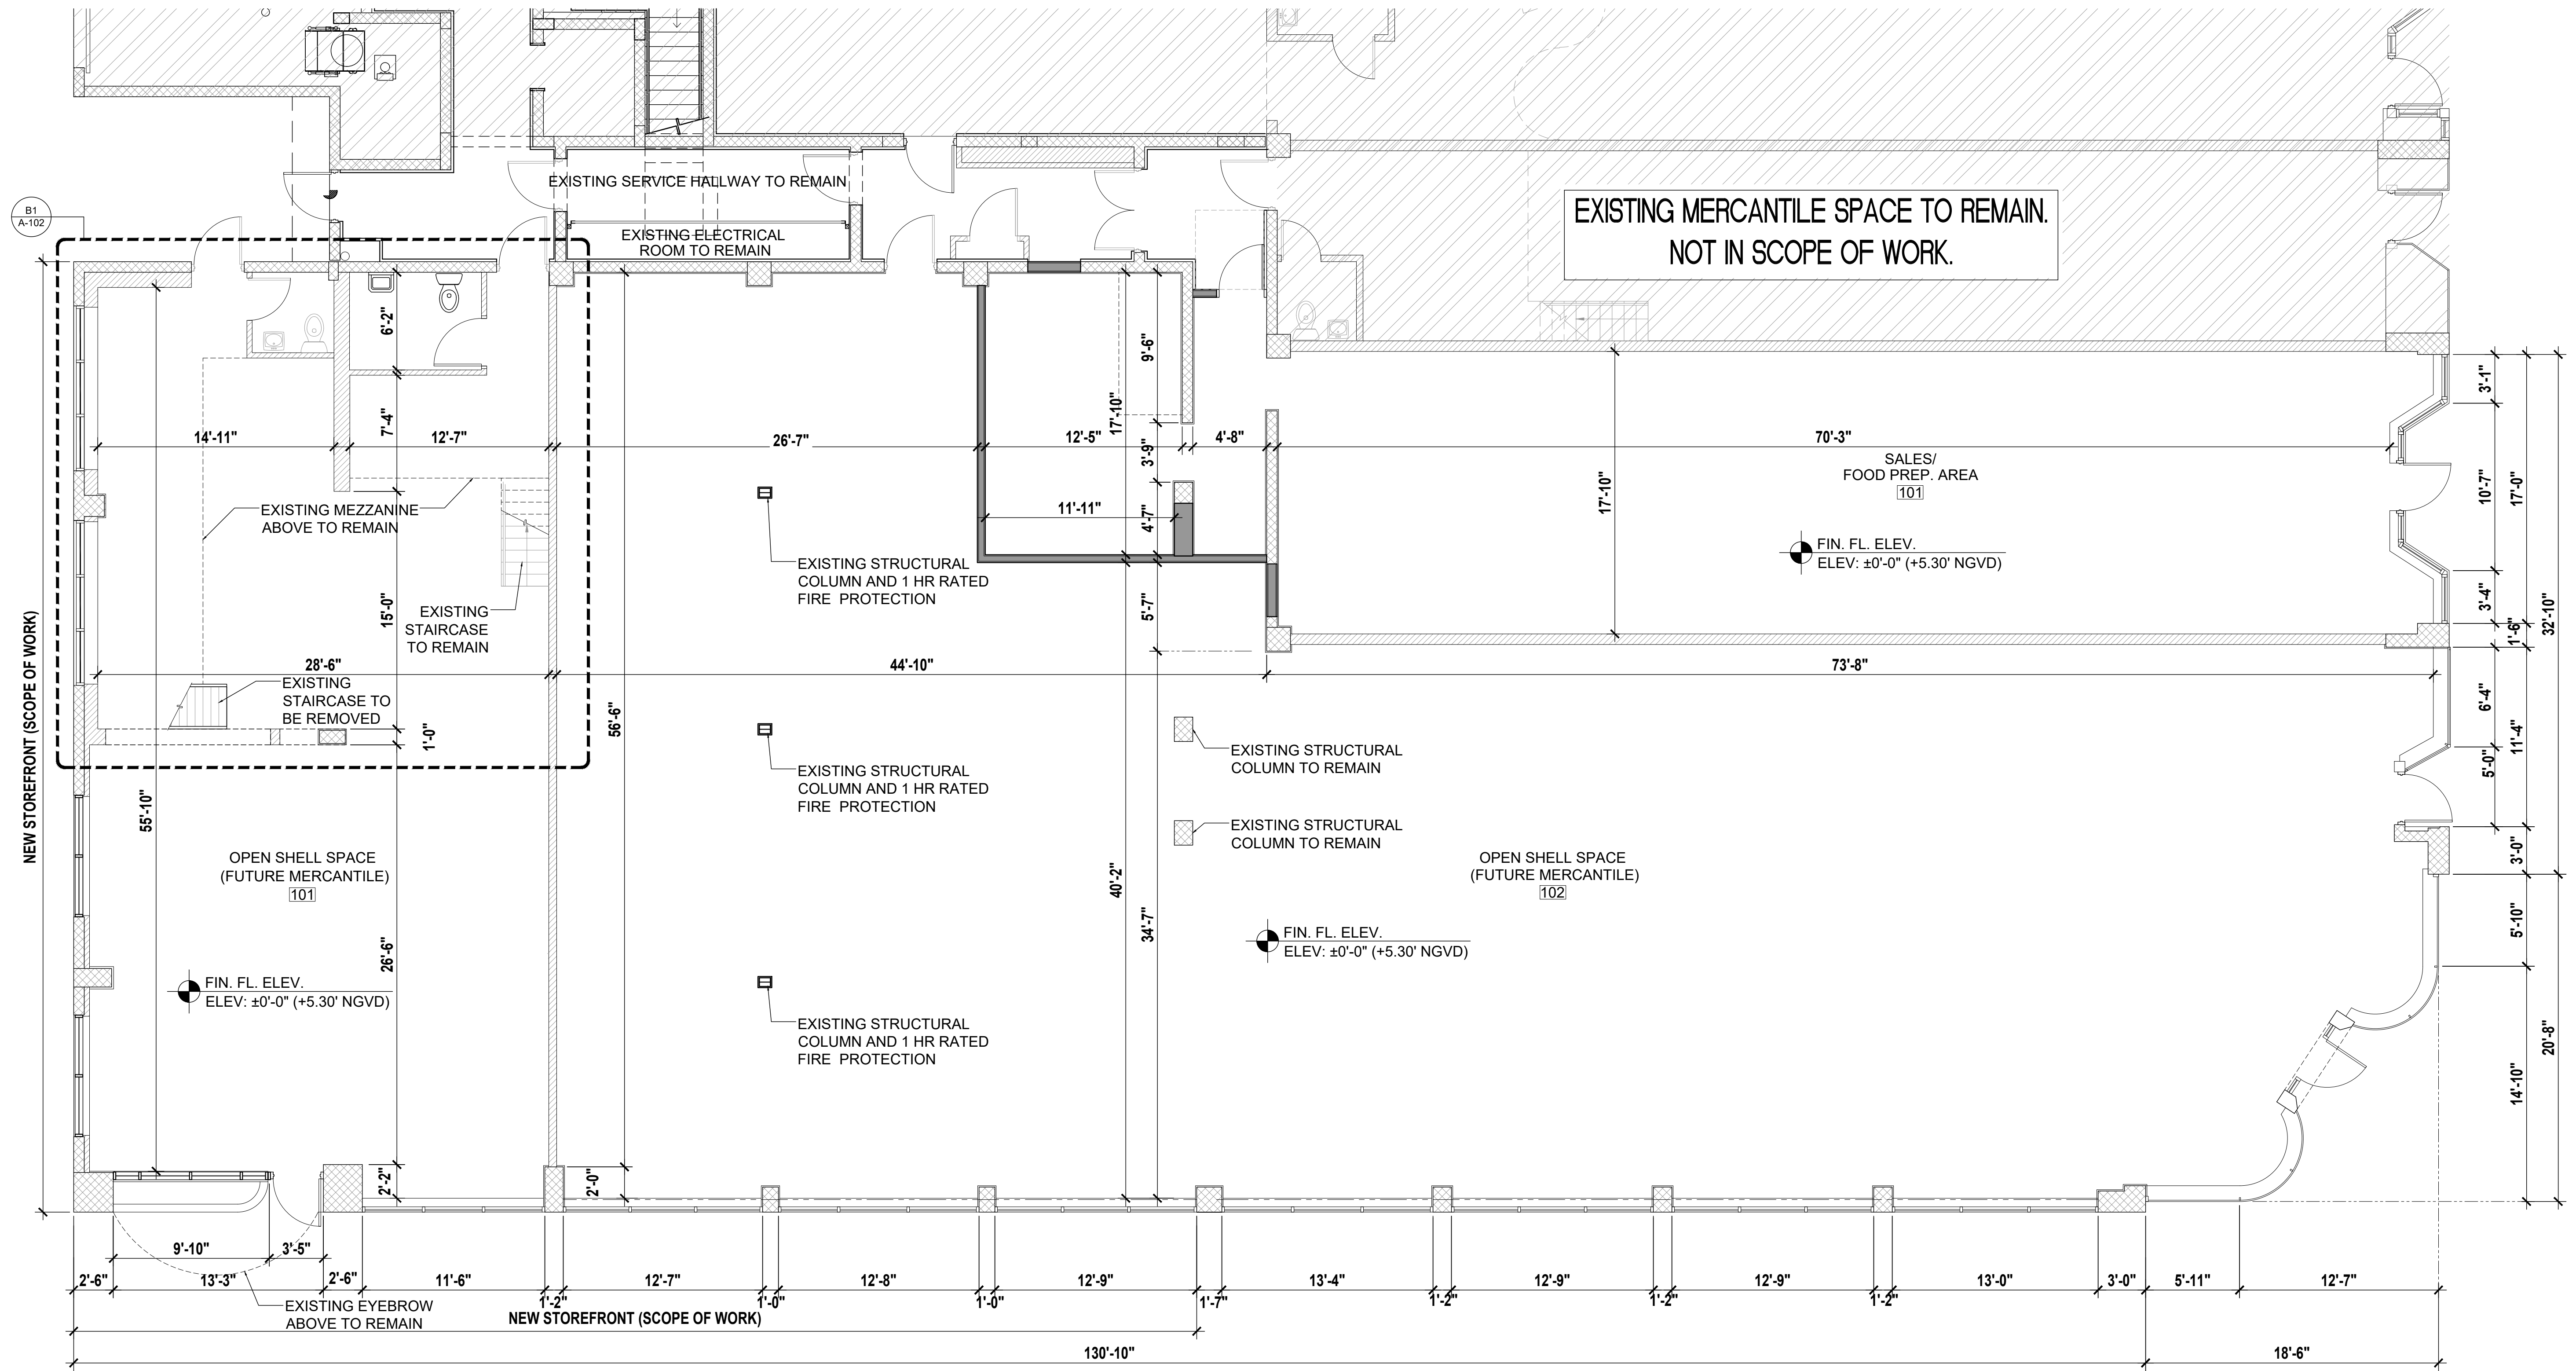 EXISTING SERVICE HALLWAY TO REMAIN
B1
A-102
EXISTING ELECTRICAL
ROOM TO REMAIN
EXISTING MERCANTILE SPACE TO REMAIN.
NOT IN SCOPE OF WORK.
6'-2"
9'-6"
3'-1"
7'-4"
17'-10"
14'-11"
12'-7"
26'-7"
12'-5"
4'-8"
70'-3"
3'-9"
SALES/
FOOD PREP. AREA
101
10'-7"
17'-0"
17'-10"
EXISTING MEZZANINE
ABOVE TO REMAIN
11'-11"
4'-7"
FIN. FL. ELEV.
ELEV: ±0'-0" (+5.30' NGVD)
EXISTING STRUCTURAL
COLUMN AND 1 HR RATED
FIRE PROTECTION
15'-0"
EXISTING
STAIRCASE
TO REMAIN
5'-7"
3'-4"
32'-10"
1'-6"
NEW STOREFRONT (SCOPE OF WORK)
28'-6"
44'-10"
73'-8"
EXISTING
STAIRCASE TO
BE REMOVED
6'-4"
56'-6"
1'-0"
11'-4"
EXISTING STRUCTURAL
COLUMN TO REMAIN
5'-0"
EXISTING STRUCTURAL
COLUMN AND 1 HR RATED
FIRE PROTECTION
55'-10"
EXISTING STRUCTURAL
COLUMN TO REMAIN
3'-0"
OPEN SHELL SPACE
(FUTURE MERCANTILE)
101
40'-2"
OPEN SHELL SPACE
(FUTURE MERCANTILE)
102
34'-7"
5'-10"
26'-6"
FIN. FL. ELEV.
ELEV: ±0'-0" (+5.30' NGVD)
FIN. FL. ELEV.
ELEV: ±0'-0" (+5.30' NGVD)
EXISTING STRUCTURAL
COLUMN AND 1 HR RATED
FIRE PROTECTION
20'-8"
14'-10"
2'-2"
2'-0"
9'-10"
3'-5"
2'-6"
13'-3"
2'-6"
11'-6"
1'-2"
12'-7"
1'-0"
12'-8"
1'-0"
12'-9"
1'-7"
13'-4"
1'-2"
12'-9"
1'-2"
12'-9"
1'-2"
13'-0"
3'-0"
5'-11"
12'-7"
EXISTING EYEBROW
ABOVE TO REMAIN
NEW STOREFRONT (SCOPE OF WORK)
130'-10"
18'-6"